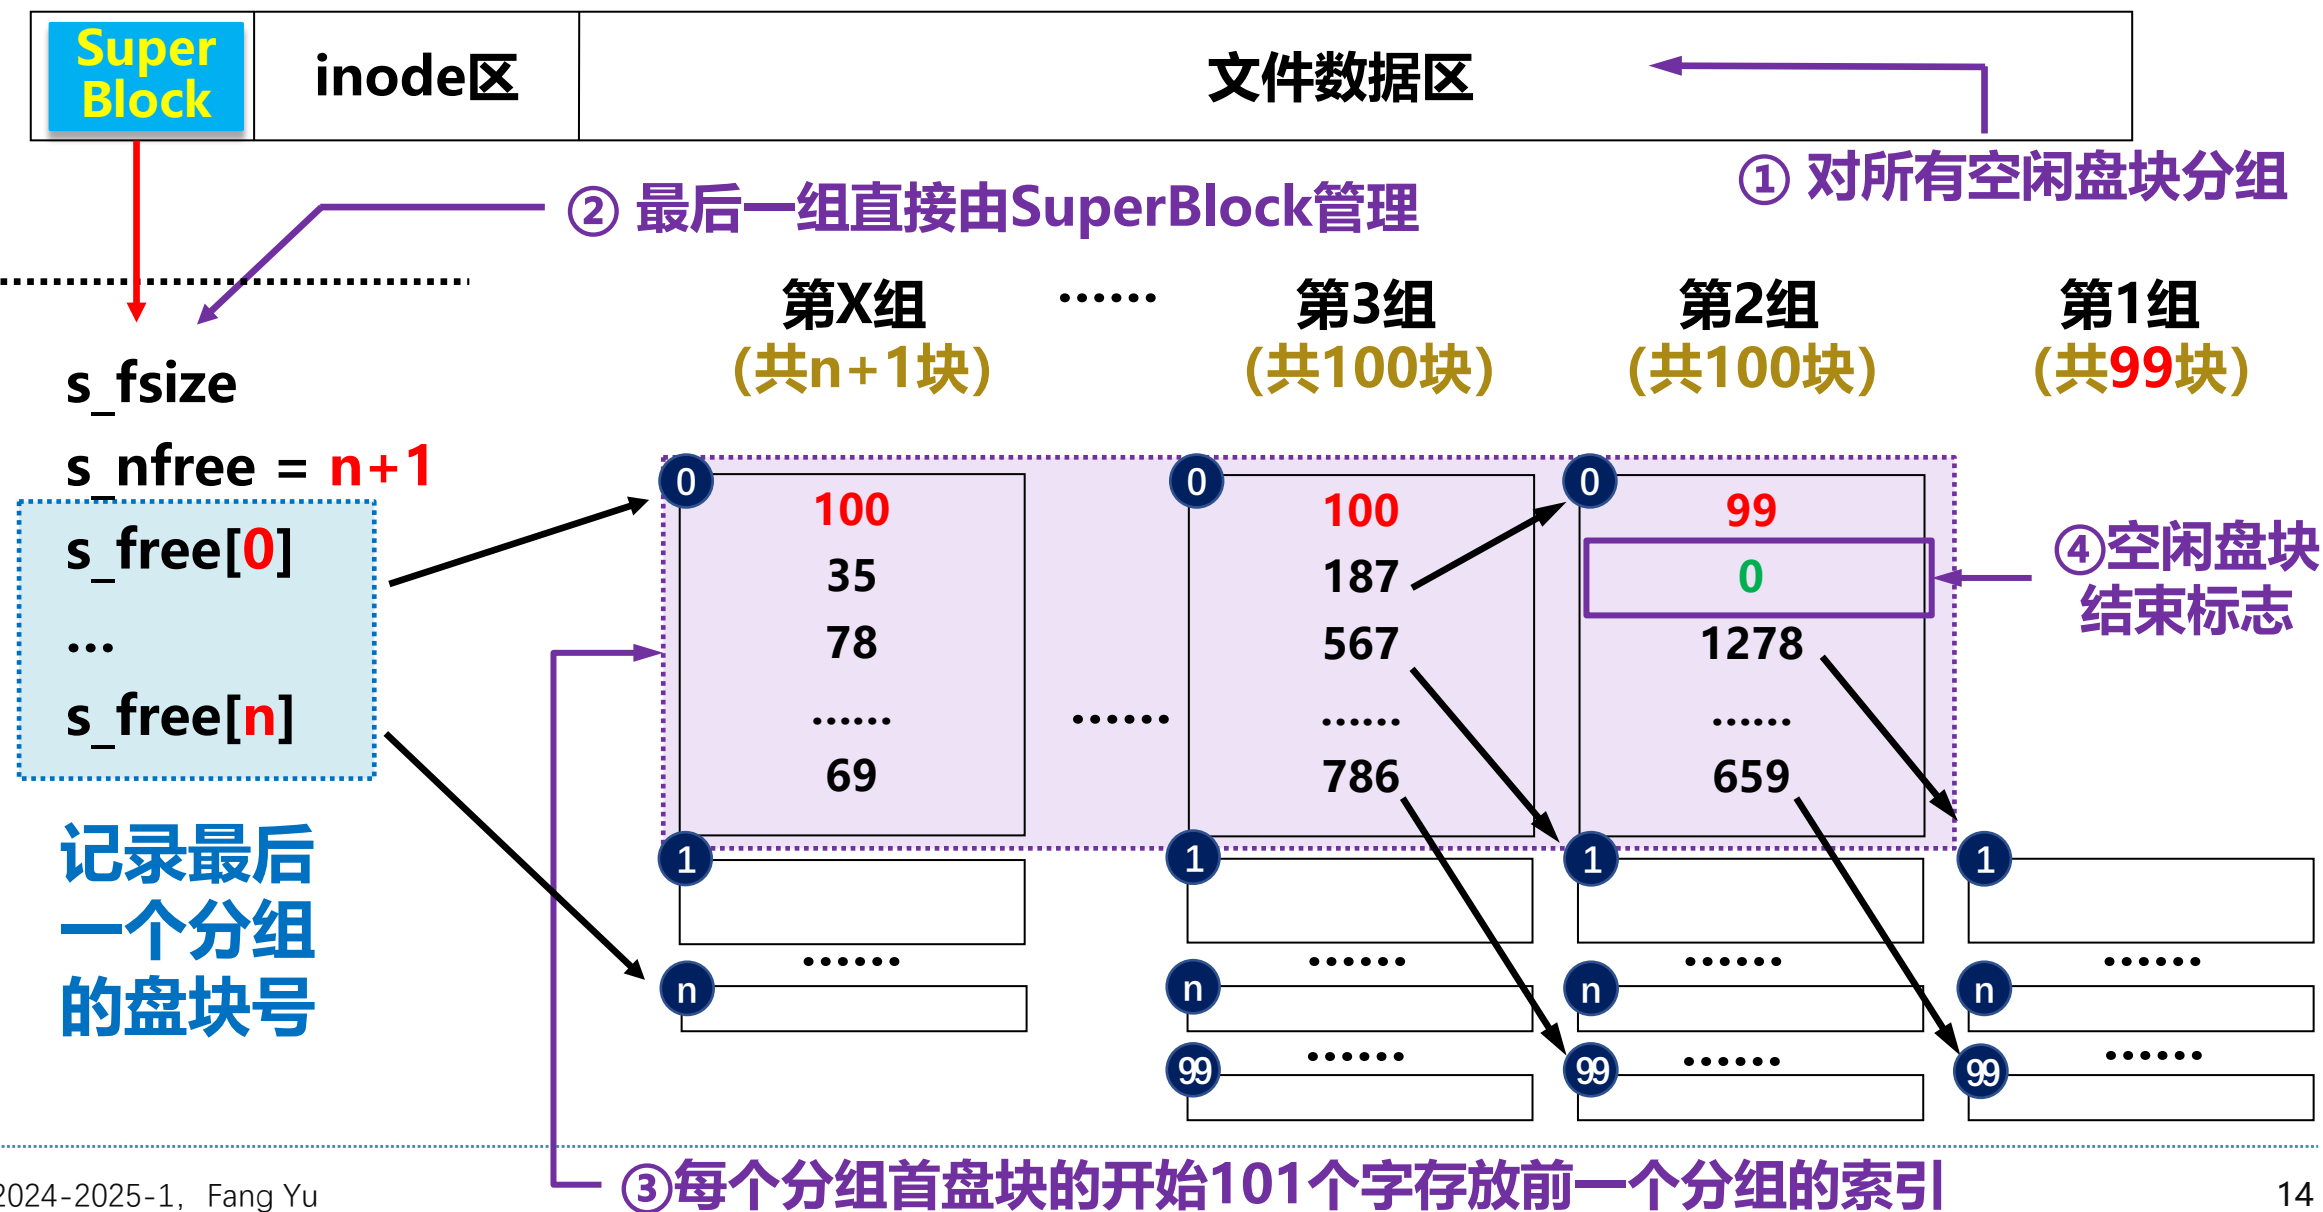 Super
Block
inode区
文件数据区
① 对所有空闲盘块分组
② 最后一组直接由SuperBlock管理
第X组
(共n+1块)
......
第3组
(共100块)
第2组
(共100块)
第1组
(共99块)
s_fsize
s_nfree = n+1
s_free[0]
...
s_free[n]
记录最后
一个分组
的盘块号
0
100
35
78
......
69
1
......
n
......
0
100
187
567
......
786
1
......
n
......
99
0
99
0
1278
......
659
1
......
n
......
99
1
......
n
......
99
④空闲盘块
结束标志
③每个分组首盘块的开始101个字存放前一个分组的索引
2024-2025-1, Fang Yu
14